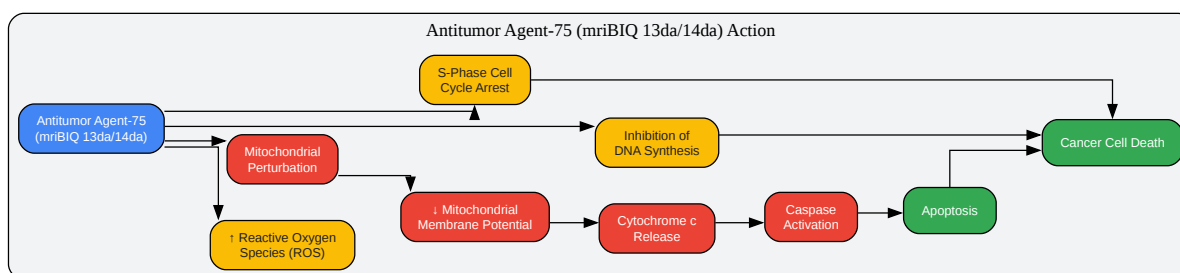 Antitumor Agent-75 (mriBIQ 13da/14da) Action
S-Phase Cell
Cycle Arrest
Antitumor Agent-75
(mriBIQ 13da/14da)
Inhibition of
DNA Synthesis
Cancer Cell Death
Mitochondrial
Perturbation
↓ Mitochondrial
Membrane Potential
Cytochrome c
Release
Caspase
Activation
Apoptosis
↑ Reactive Oxygen
Species (ROS)